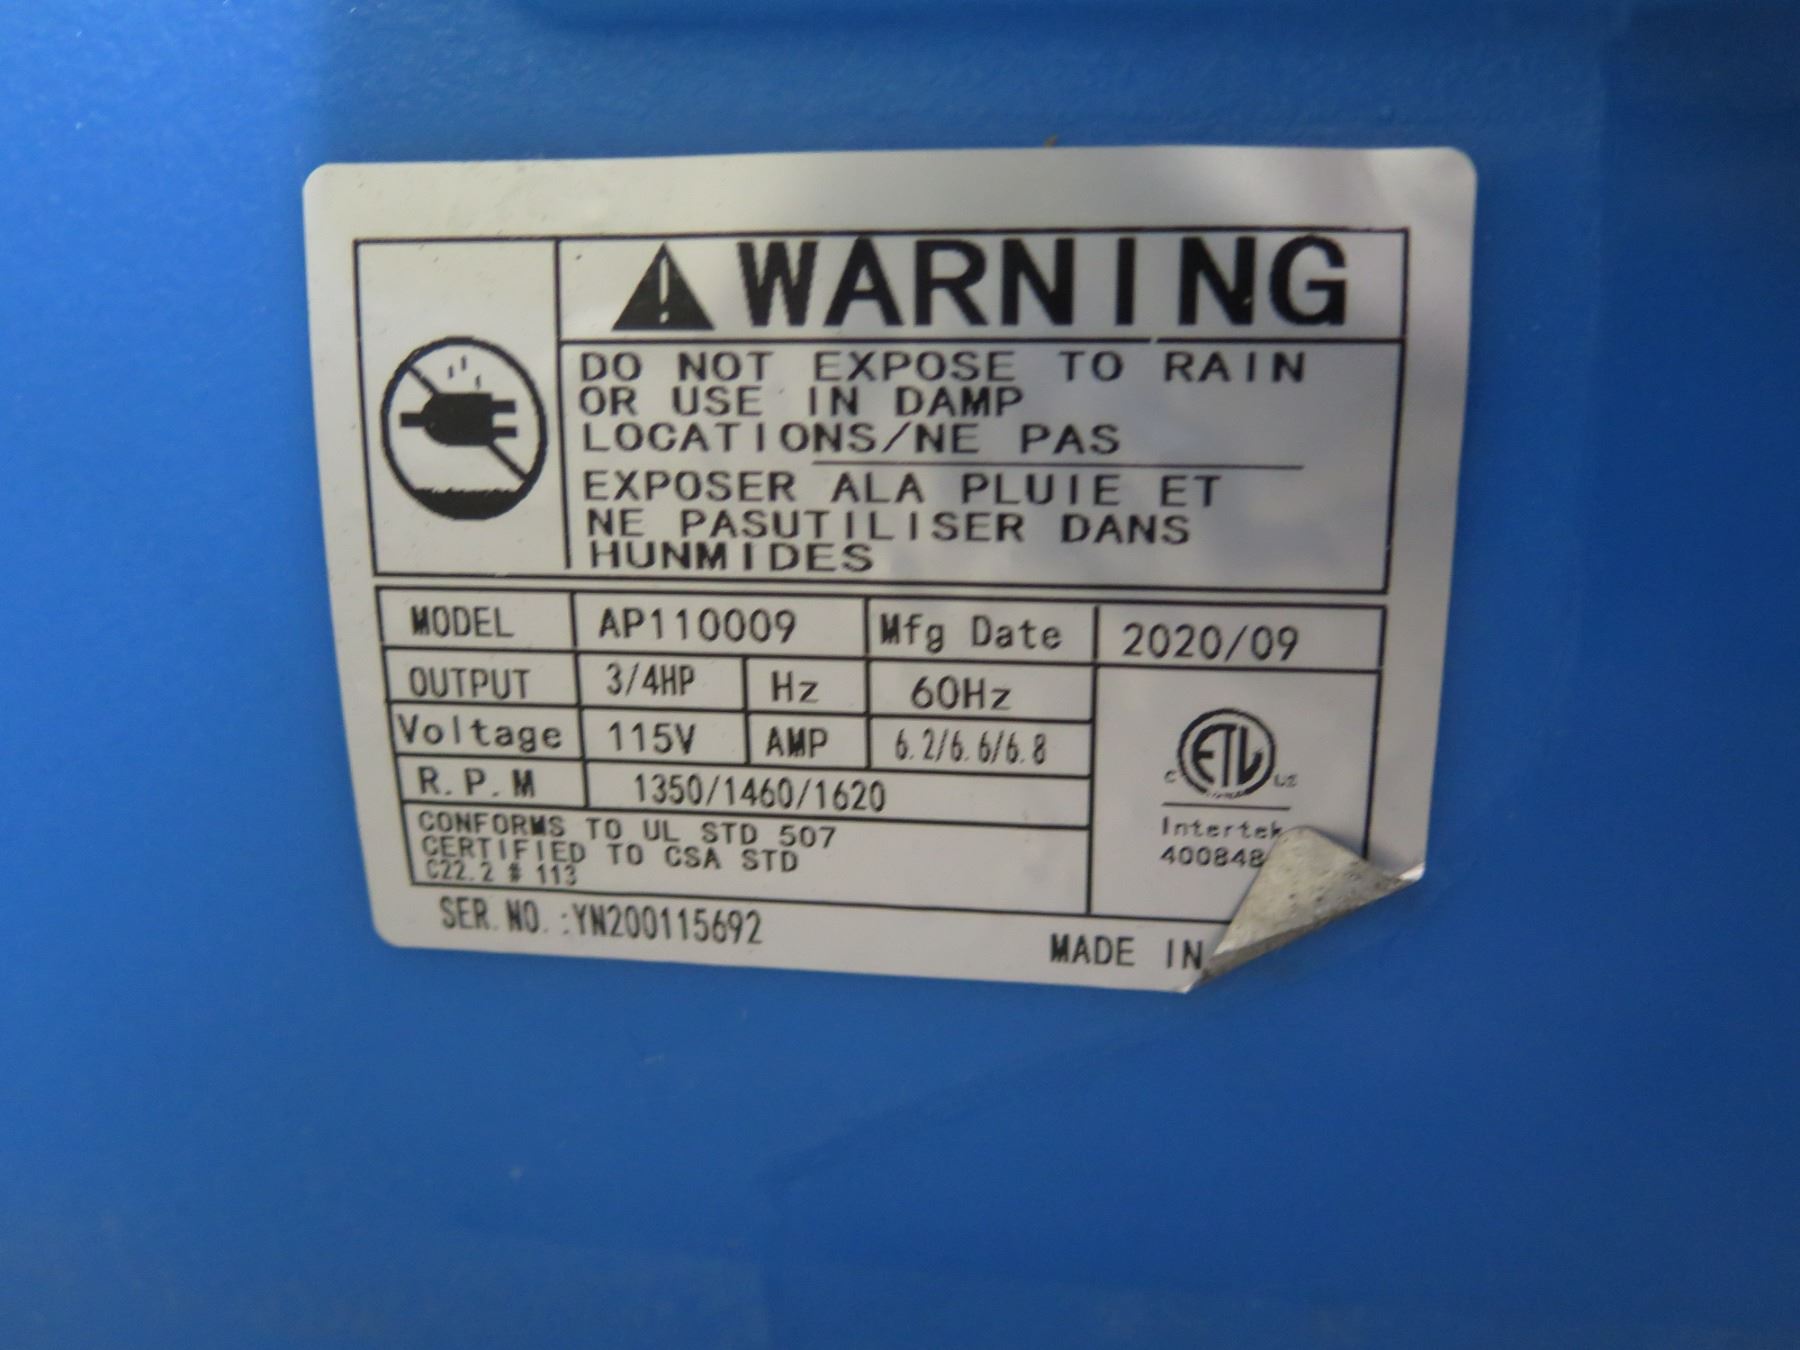 WARNING
DO NOT EXPOSE TO RAIN
OR USE IN DAMP
LOCATIONS/NE PAS
EXPOSER ALA PLUIE ET
NE PASUTILISER DANS
HUNMIDES
MODEL AP110009 Mfg Date 2020/09
OUTPUT 3/4HP Hz 60Hz
Voltage 115V AMP 6.2/6.6/6.8
R.P.M 1350/1460/1620
CONFORMS TO UL STD 507
CERTIFIED TO CSA STD
C22.2 # 113
C ETL US
Intertek
SER. NO. :YN200115692
MADE IN